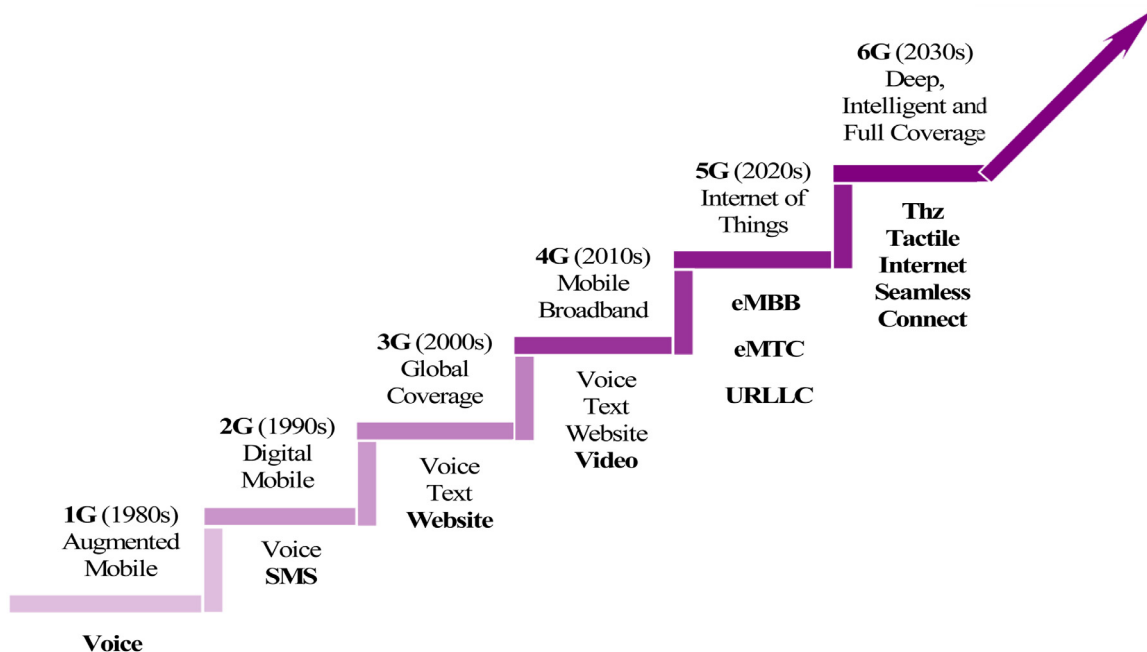 1G (1980s)
Augmented
Mobile
Voice
2G (1990s)
Digital
Mobile
Voice
SMS
3G (2000s)
Global
Coverage
Voice
Text
Website
4G (2010s)
Mobile
Broadband
Voice
Text
Website
Video
5G (2020s)
Internet of
Things
eMBB
eMTC
URLLC
6G (2030s)
Deep,
Intelligent and
Full Coverage
Thz
Tactile
Internet
Seamless
Connect